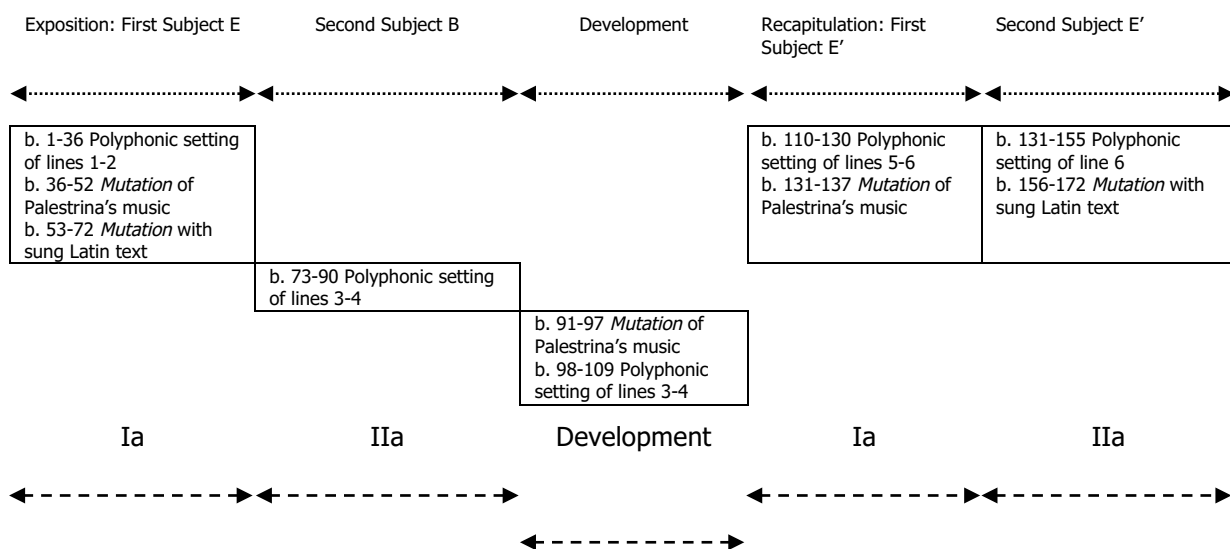 Exposition: First Subject E
Second Subject B
Development
Recapitulation: First
Subject E’
Second Subject E’
b. 1-36 Polyphonic setting
of lines 1-2
b. 36-52 Mutation of
Palestrina’s music
b. 53-72 Mutation with
sung Latin text
b. 110-130 Polyphonic
setting of lines 5-6
b. 131-137 Mutation of
Palestrina’s music
b. 131-155 Polyphonic
setting of line 6
b. 156-172 Mutation with
sung Latin text
b. 73-90 Polyphonic setting
of lines 3-4
b. 91-97 Mutation of
Palestrina’s music
b. 98-109 Polyphonic
setting of lines 3-4
Ia
IIa
Development
Ia
IIa